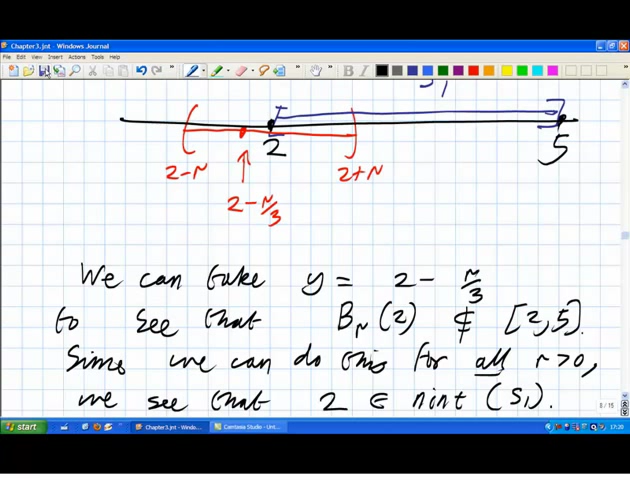 Chapter3.jnt - Windows Journal
File Edit View Insert Actions Tools Help
2 5
2-r 2+r
2 - r/3
We can take y = 2 - r/3
to see that B_r(2) ⊄ [2,5].
Since we can do this for all r>0,
we see that 2 ∈ nint (S₁).
8 / 15
start Chapter3.jnt - Windows... Camtasia Studio - Unt... 17:20